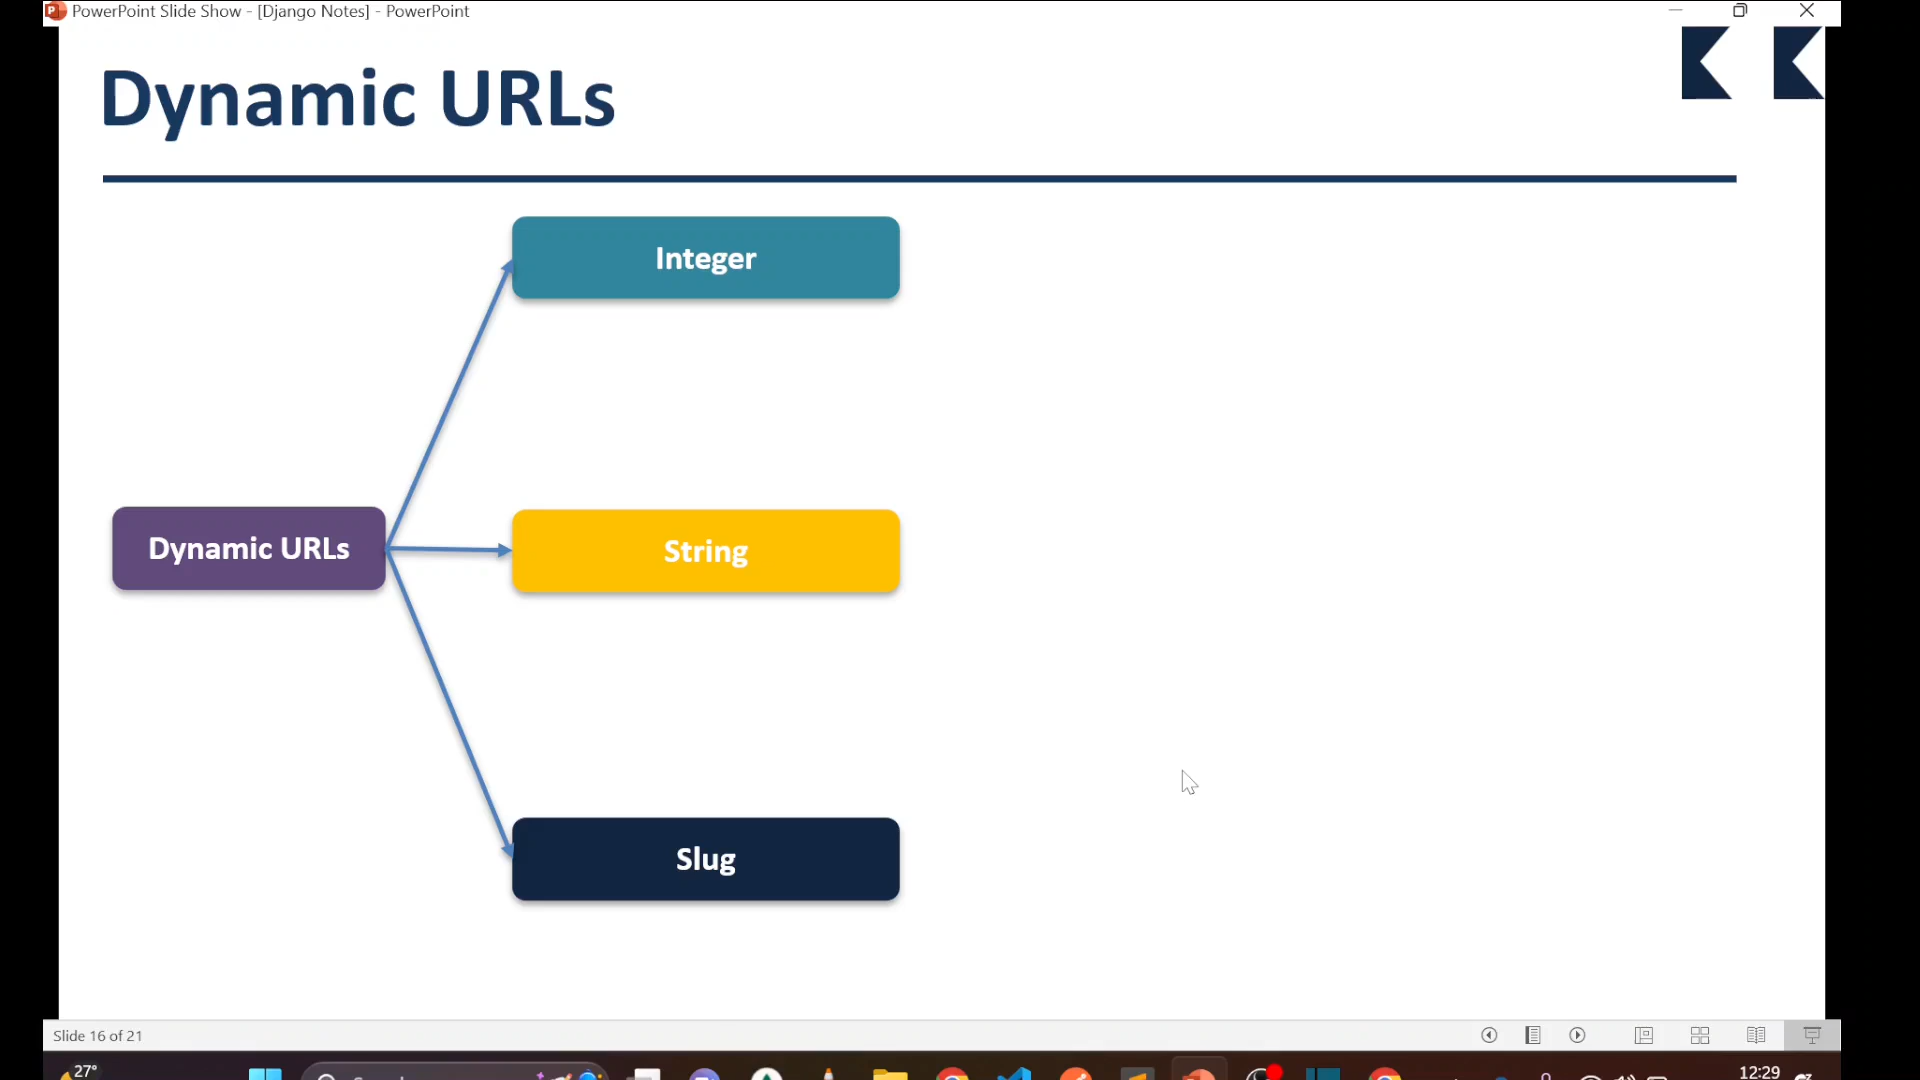 PowerPoint Slide Show - [Django Notes] - PowerPoint
Dynamic URLs
Integer
Dynamic URLs
String
Slug
Slide 16 of 21
27°
12:29